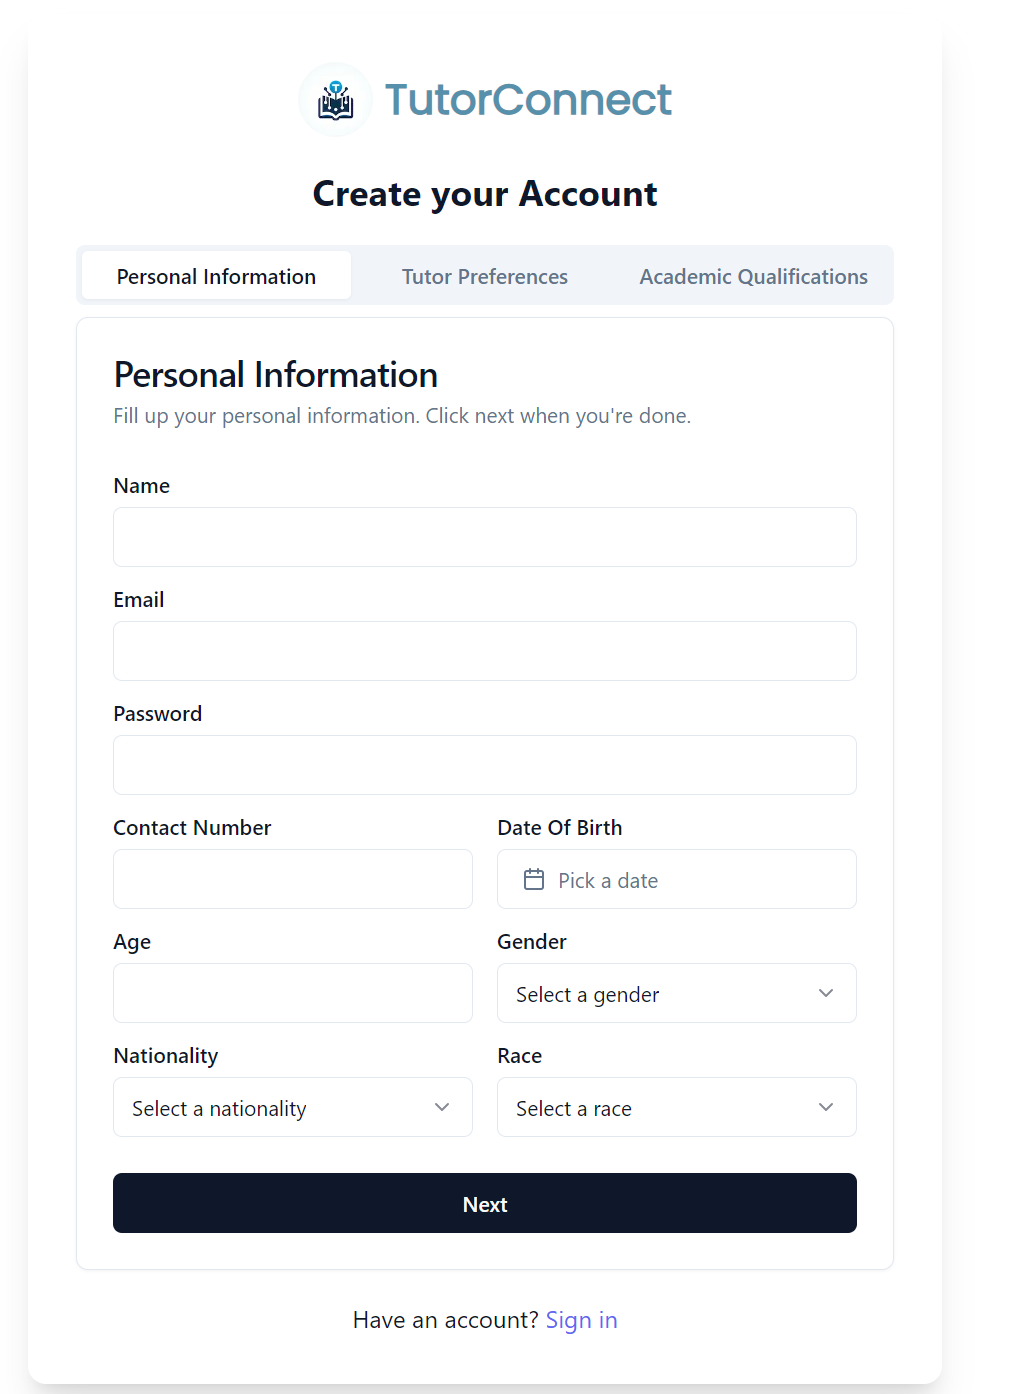 TutorConnect
Create your Account
Personal Information Tutor Preferences Academic Qualifications
Personal Information
Fill up your personal information. Click next when you're done.
Name
Email
Password
Contact Number Date Of Birth
Pick a date
Age Gender
Select a gender
Nationality Race
Select a nationality Select a race
Next
Have an account? Sign in